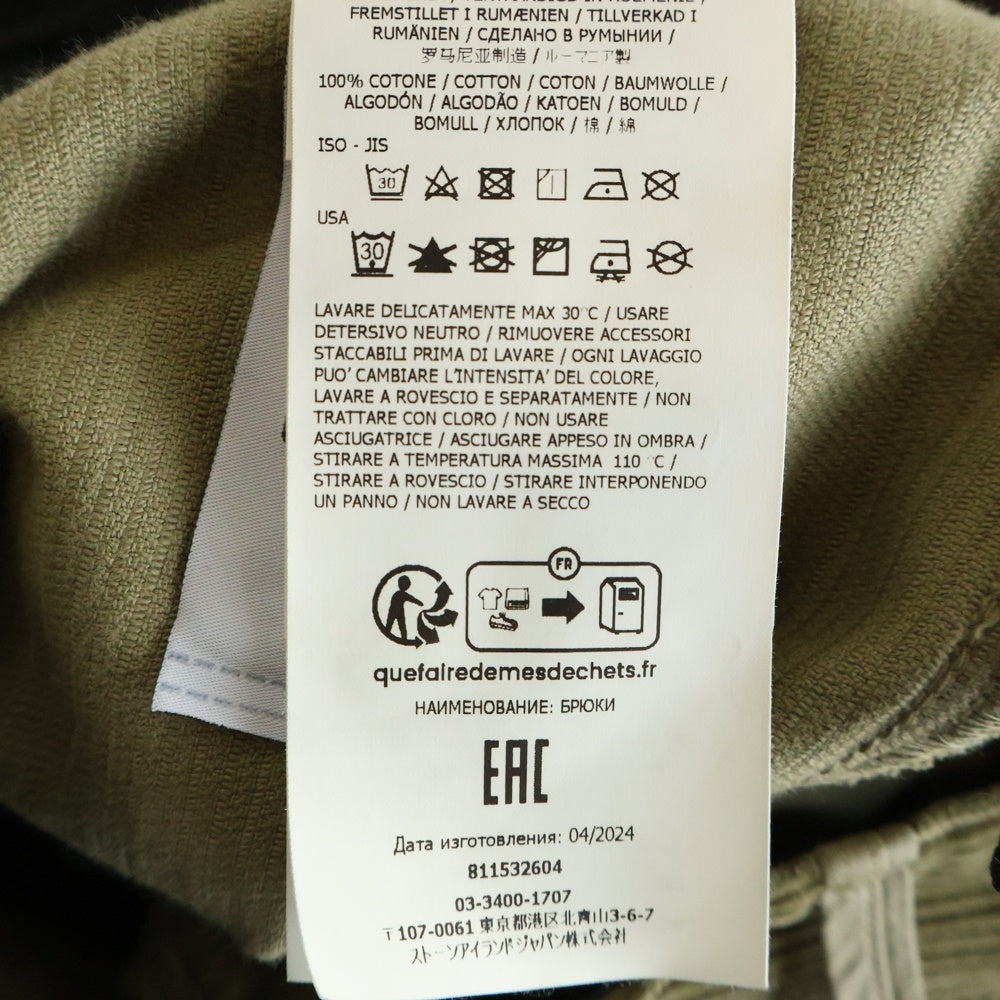 FREMSTILLET I RUMÆNIEN / TILLVERKAD I
RUMÄNIEN / СДЕЛАНО В РУМЫНИИ /
罗马尼亚制造 / ルーマニア製
100% COTONE / COTTON / COTON / BAUMWOLLE /
ALGODÓN / ALGODÃO / KATOEN / BOMULD /
BOMULL / ХЛОПОК / 棉 / 綿
ISO - JIS
30
USA
30
LAVARE DELICATAMENTE MAX 30°C / USARE
DETERSIVO NEUTRO / RIMUOVERE ACCESSORI
STACCABILI PRIMA DI LAVARE / OGNI LAVAGGIO
PUO' CAMBIARE L'INTENSITA' DEL COLORE,
LAVARE A ROVESCIO E SEPARATAMENTE / NON
TRATTARE CON CLORO / NON USARE
ASCIUGATRICE / ASCIUGARE APPESO IN OMBRA /
STIRARE A TEMPERATURA MASSIMA 110 °C /
STIRARE A ROVESCIO / STIRARE INTERPONENDO
UN PANNO / NON LAVARE A SECCO
FR
quefairedemesdechets.fr
НАИМЕНОВАНИЕ: БРЮКИ
EAC
Дата изготовления: 04/2024
811532604
03-3400-1707
〒107-0061 東京都港区北青山3-6-7
ストーンアイランドジャパン株式会社